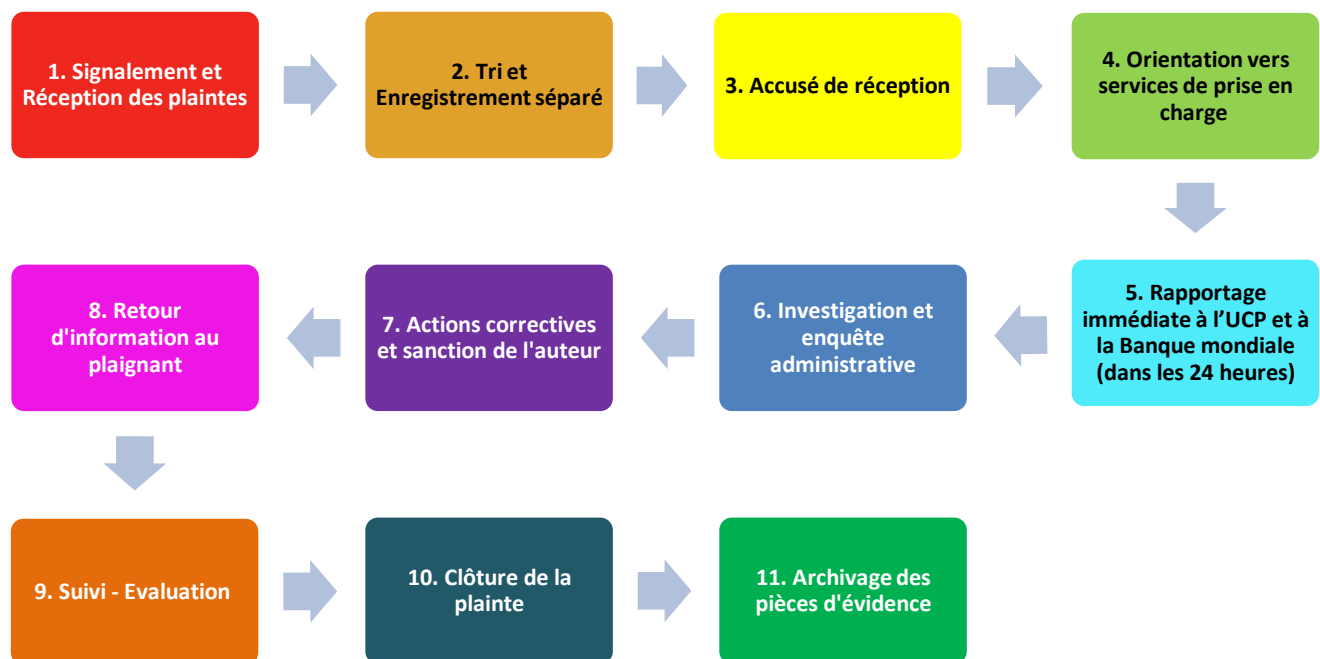 1. Signalement et
Réception des plaintes
2. Tri et
Enregistrement séparé
3. Accusé de réception
4. Orientation vers
services de prise en
charge
5. Rapportage
immédiate à l’UCP et à
la Banque mondiale
(dans les 24 heures)
6. Investigation et
enquête
administrative
7. Actions correctives
et sanction de l'auteur
8. Retour
d'information au
plaignant
9. Suivi - Evaluation
10. Clôture de la
plainte
11. Archivage des
pièces d'évidence